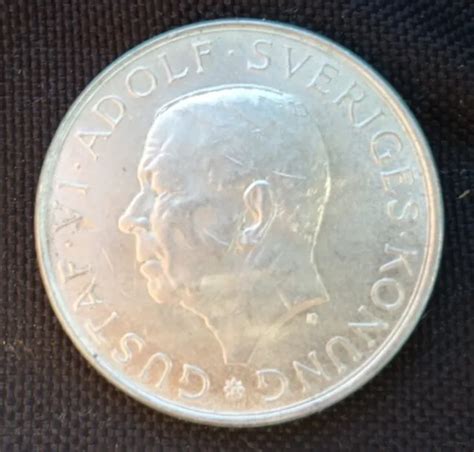 GUSTAF · VI · ADOLF · SVERIGES · KONUNG